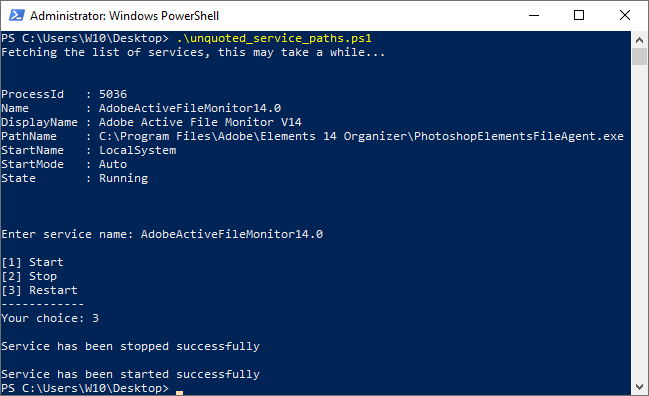 Administrator: Windows PowerShell
PS C:\Users\W10\Desktop> .\unquoted_service_paths.ps1
Fetching the list of services, this may take a while...
ProcessId   : 5036
Name        : AdobeActiveFileMonitor14.0
DisplayName : Adobe Active File Monitor V14
PathName    : C:\Program Files\Adobe\Elements 14 Organizer\PhotoshopElementsFileAgent.exe
StartName   : LocalSystem
StartMode   : Auto
State       : Running
Enter service name: AdobeActiveFileMonitor14.0
[1] Start
[2] Stop
[3] Restart
------------
Your choice: 3
Service has been stopped successfully
Service has been started successfully
PS C:\Users\W10\Desktop>